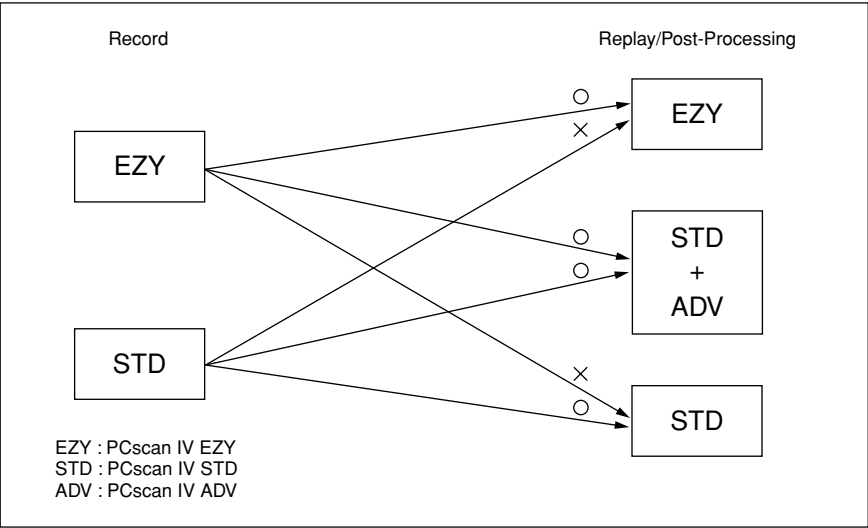 Record
Replay/Post-Processing
EZY
EZY
STD
+
ADV
STD
STD
EZY : PCscan IV EZY
STD : PCscan IV STD
ADV : PCscan IV ADV